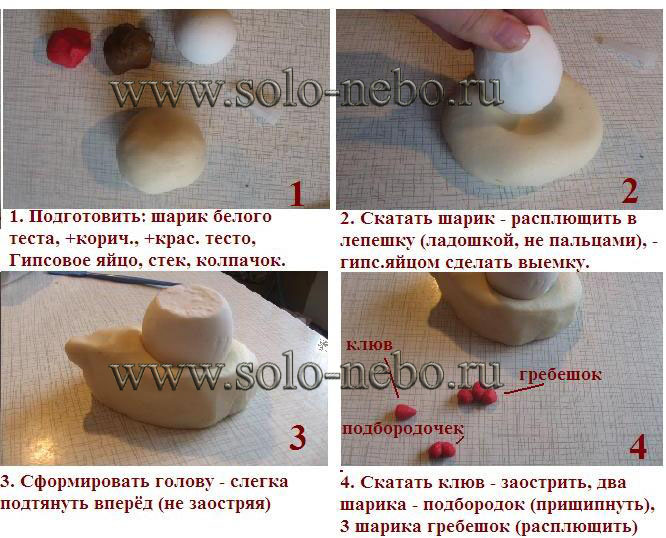 www.solo-nebo.ru
1
2
1. Подготовить: шарик белого
теста, +корич., +крас. тесто,
Гипсовое яйцо, стек, колпачок.
2. Скатать шарик - расплющить в
лепешку (ладошкой, не пальцами), -
гипс.яйцом сделать выемку.
клюв
гребешок
www.solo-nebo.ru
подбородочек
3
4
3. Сформировать голову - слегка
подтянуть вперёд (не заостряя)
4. Скатать клюв - заострить, два
шарика - подбородок (прищипнуть),
3 шарика гребешок (расплющить)